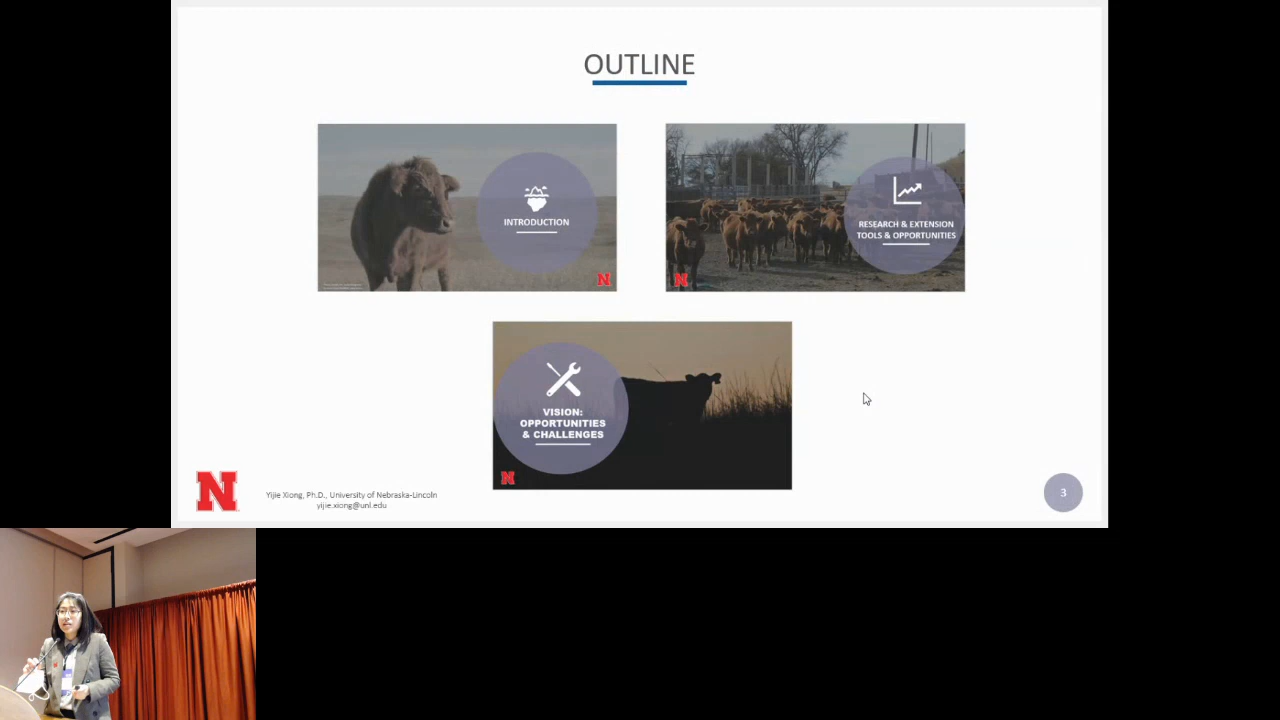 OUTLINE
INTRODUCTION
N
RESEARCH & EXTENSION
TOOLS & OPPORTUNITIES
N
VISION:
OPPORTUNITIES
& CHALLENGES
N
N
Yijie Xiong, Ph.D., University of Nebraska-Lincoln
yijie.xiong@unl.edu
3